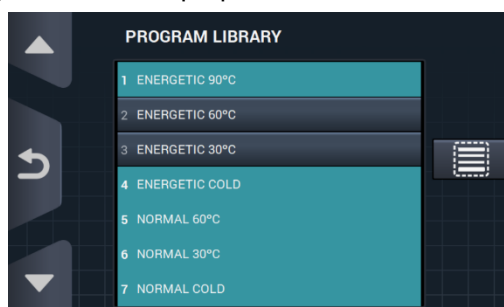 PROGRAM LIBRARY
1 ENERGETIC 90ºC
2 ENERGETIC 60ºC
3 ENERGETIC 30ºC
4 ENERGETIC COLD
5 NORMAL 60ºC
6 NORMAL 30ºC
7 NORMAL COLD